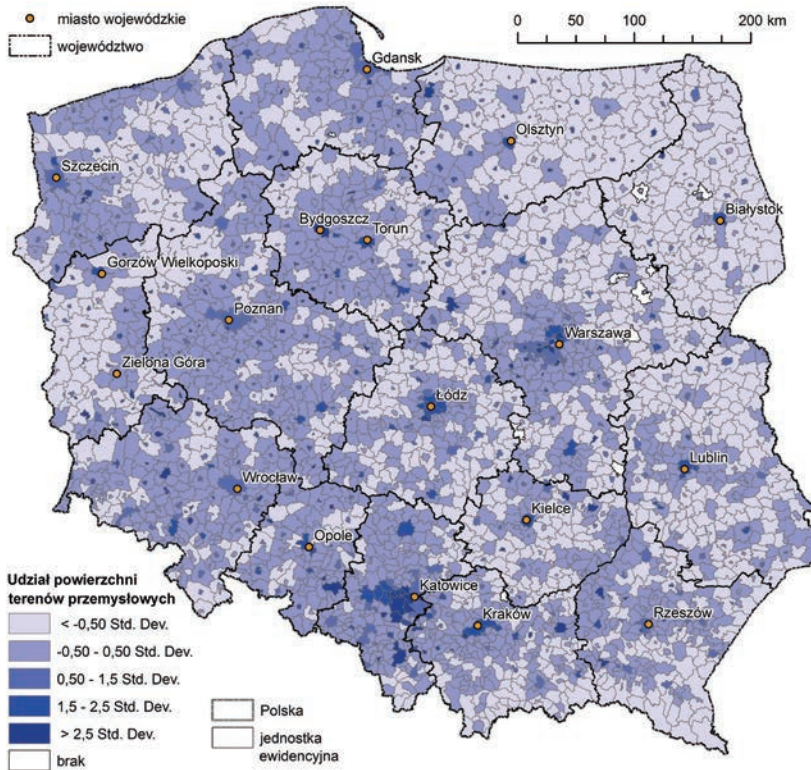 miasto wojewódzkie
województwo
0 50 100 200 km
Gdansk
Olsztyn
Szczecin
Białystok
Bydgoszcz
Torun
Gorzów Wielkoposki
Poznan
Warszawa
Zielona Góra
Łódz
Lublin
Wrocław
Kielce
Opole
Katowice
Kraków
Rzeszów
Udział powierzchni
terenów przemysłowych
< -0,50 Std. Dev.
-0,50 - 0,50 Std. Dev.
0,50 - 1,5 Std. Dev.
1,5 - 2,5 Std. Dev.
> 2,5 Std. Dev.
brak
Polska
jednostka
ewidencyjna